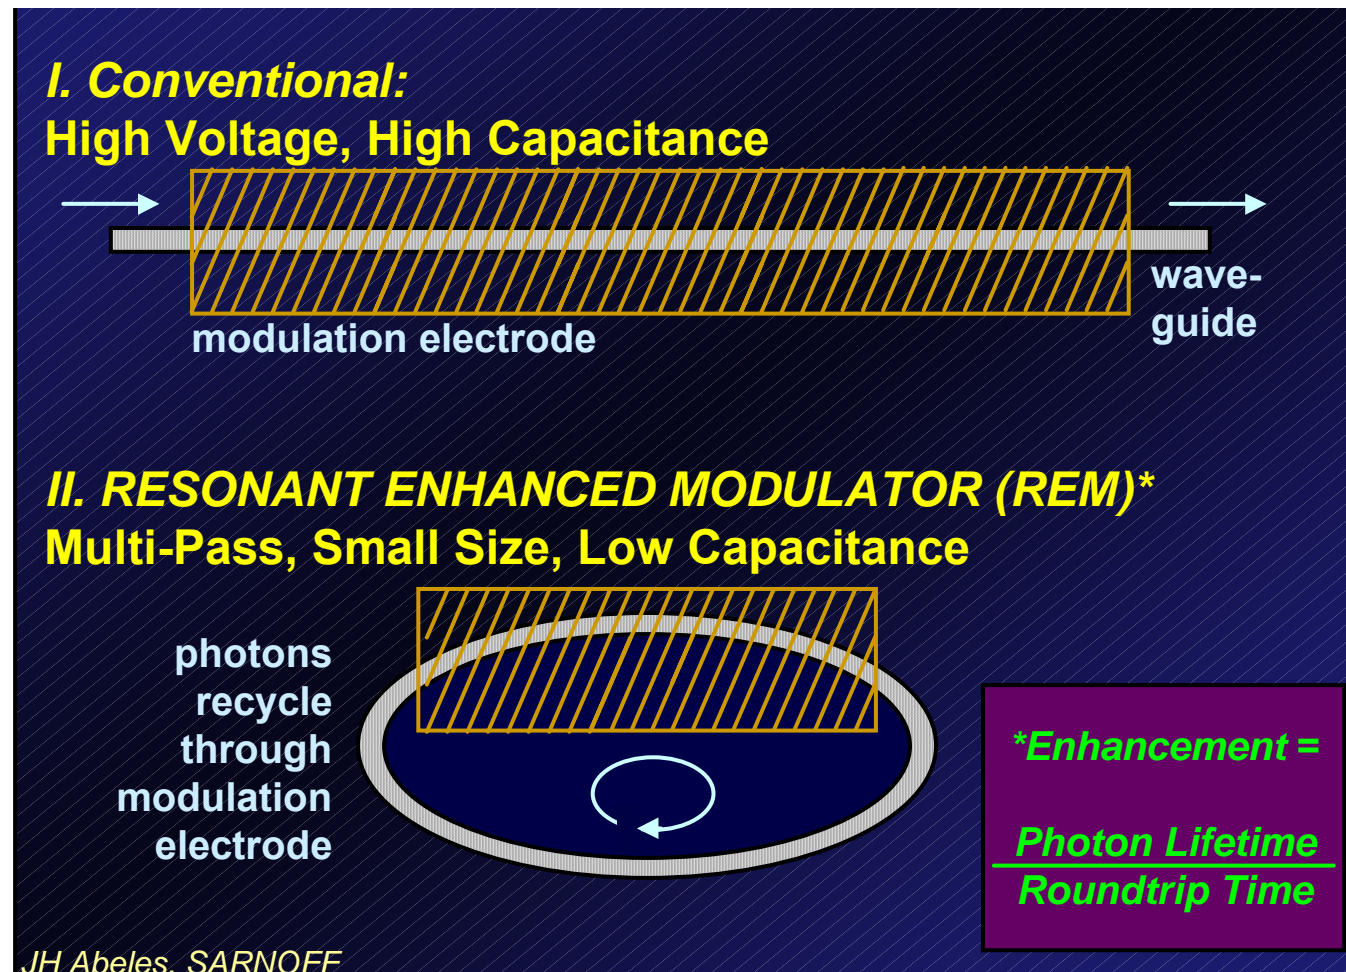 I. Conventional:
High Voltage, High Capacitance
wave-
guide
modulation electrode
II. RESONANT ENHANCED MODULATOR (REM)*
Multi-Pass, Small Size, Low Capacitance
photons
recycle
through
modulation
electrode
*Enhancement =
Photon Lifetime
Roundtrip Time
JH Abeles, SARNOFF